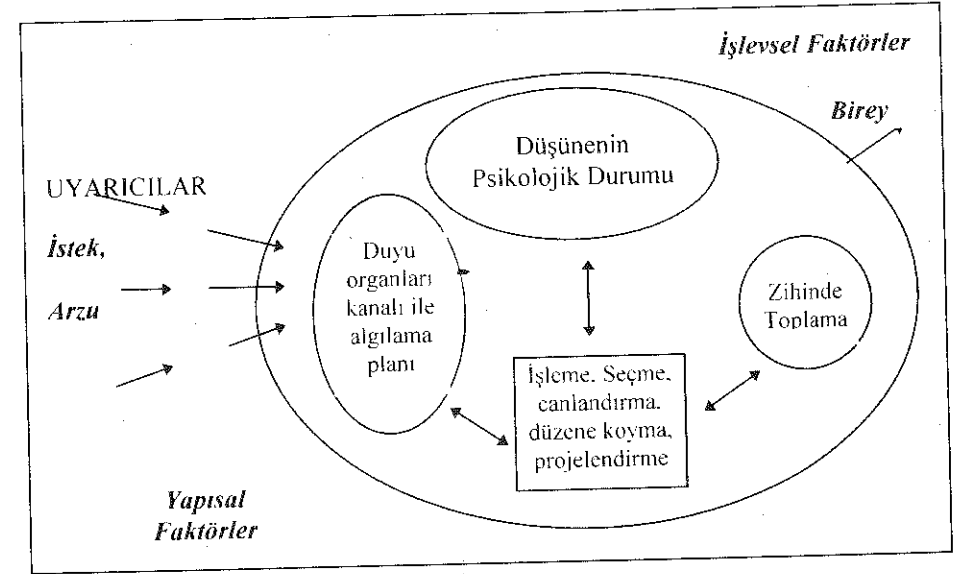 İşlevsel Faktörler
Birey
Düşünenin
Psikolojik Durumu
UYARICILAR
İstek,
Arzu
Duyu
organları
kanalı ile
algılama
planı
Zihinde
Toplama
İşleme. Seçme.
canlandırma.
düzene koyma,
projelendirme
Yapısal
Faktörler